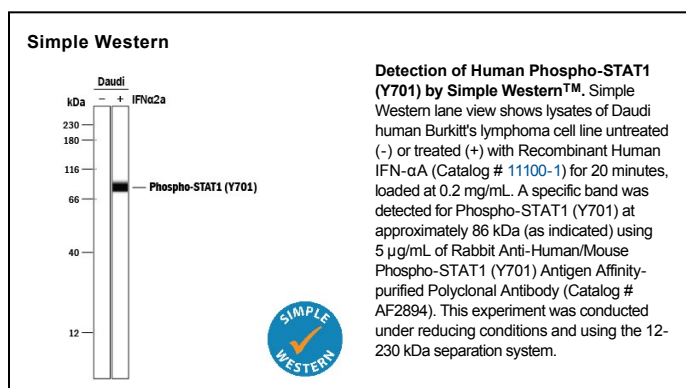 Simple Western
Daudi
kDa – + IFNα2a
230
180
116
Phospho-STAT1 (Y701)
66
40
12
SIMPLE
WESTERN
Detection of Human Phospho-STAT1
(Y701) by Simple Western™. Simple
Western lane view shows lysates of Daudi
human Burkitt's lymphoma cell line untreated
(-) or treated (+) with Recombinant Human
IFN-αA (Catalog # 11100-1) for 20 minutes,
loaded at 0.2 mg/mL. A specific band was
detected for Phospho-STAT1 (Y701) at
approximately 86 kDa (as indicated) using
5 µg/mL of Rabbit Anti-Human/Mouse
Phospho-STAT1 (Y701) Antigen Affinity-
purified Polyclonal Antibody (Catalog #
AF2894). This experiment was conducted
under reducing conditions and using the 12-
230 kDa separation system.